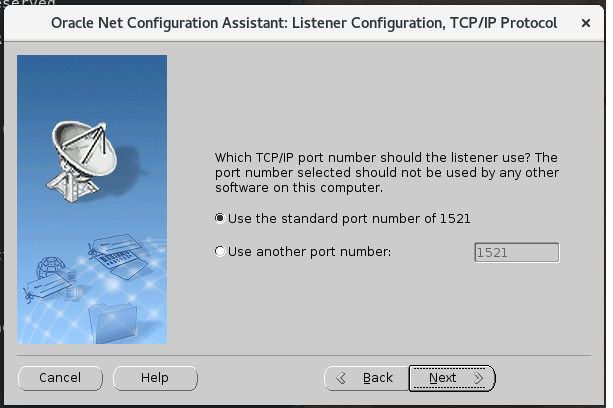 served
Oracle Net Configuration Assistant: Listener Configuration, TCP/IP Protocol
Which TCP/IP port number should the listener use? The
port number selected should not be used by any other
software on this computer.
Use the standard port number of 1521
Use another port number: 1521
Cancel Help Back Next